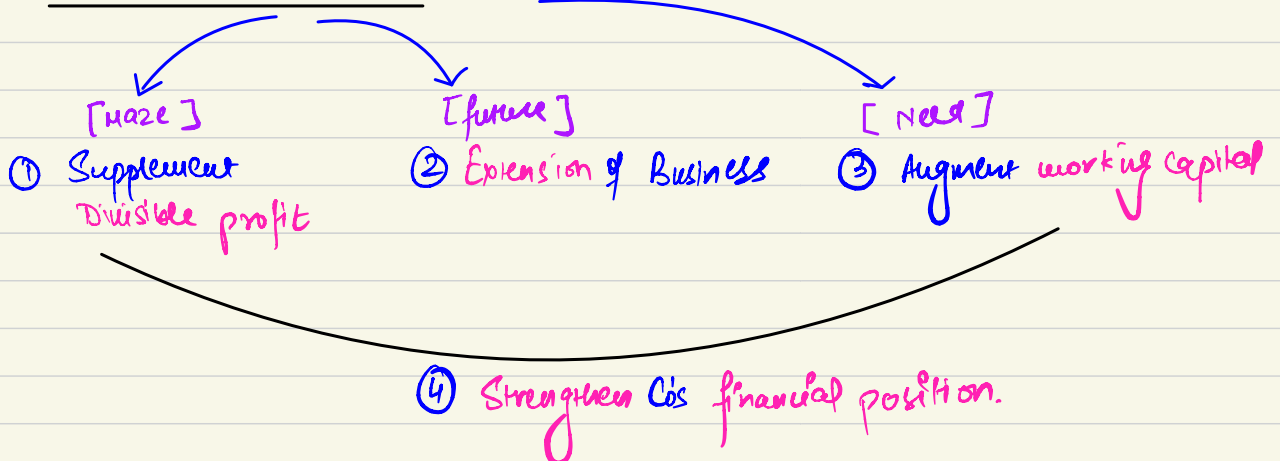 [Maze] [future] [Need]
① Supplement ② Extension of Business ③ Augment working capital
Divisible profit
④ Strengthen Co's financial position.